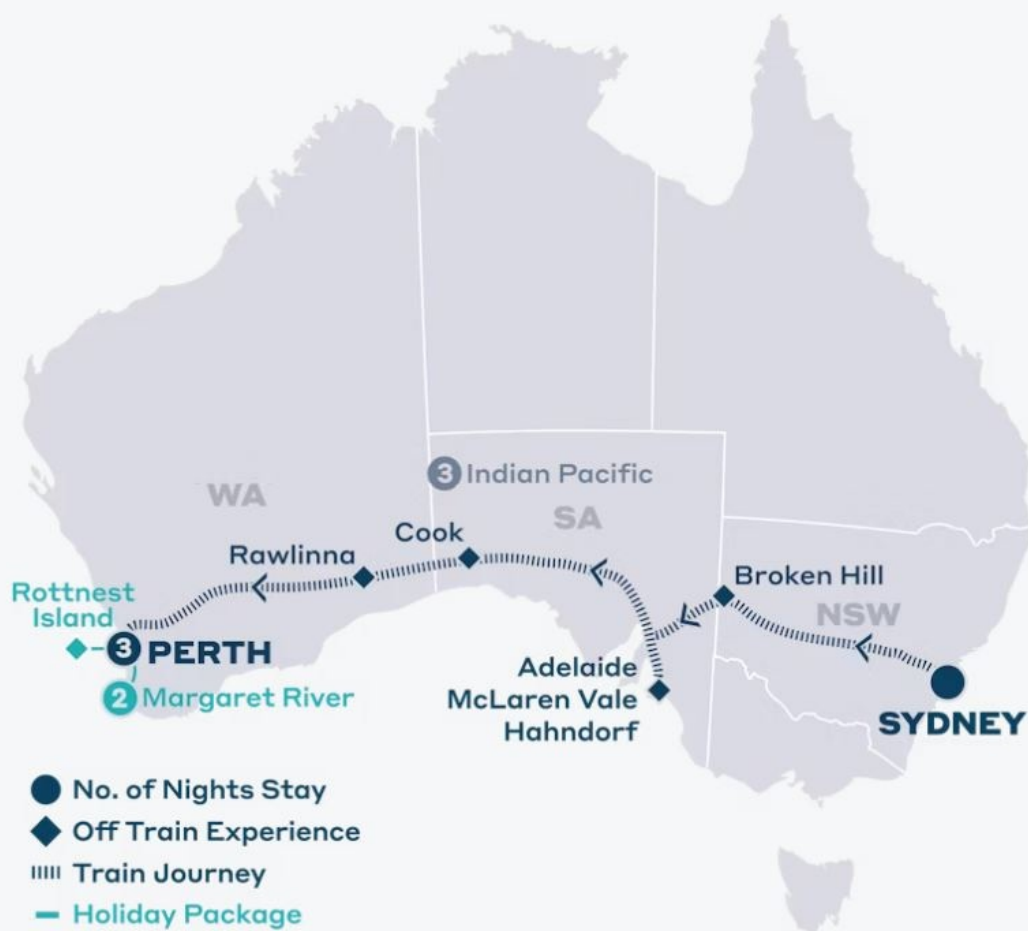 WA
3 Indian Pacific
SA
Cook
Rawlinna
Broken Hill
NSW
Rottnest
Island
3 PERTH
2 Margaret River
Adelaide
McLaren Vale
Hahndorf
SYDNEY
No. of Nights Stay
Off Train Experience
Train Journey
Holiday Package